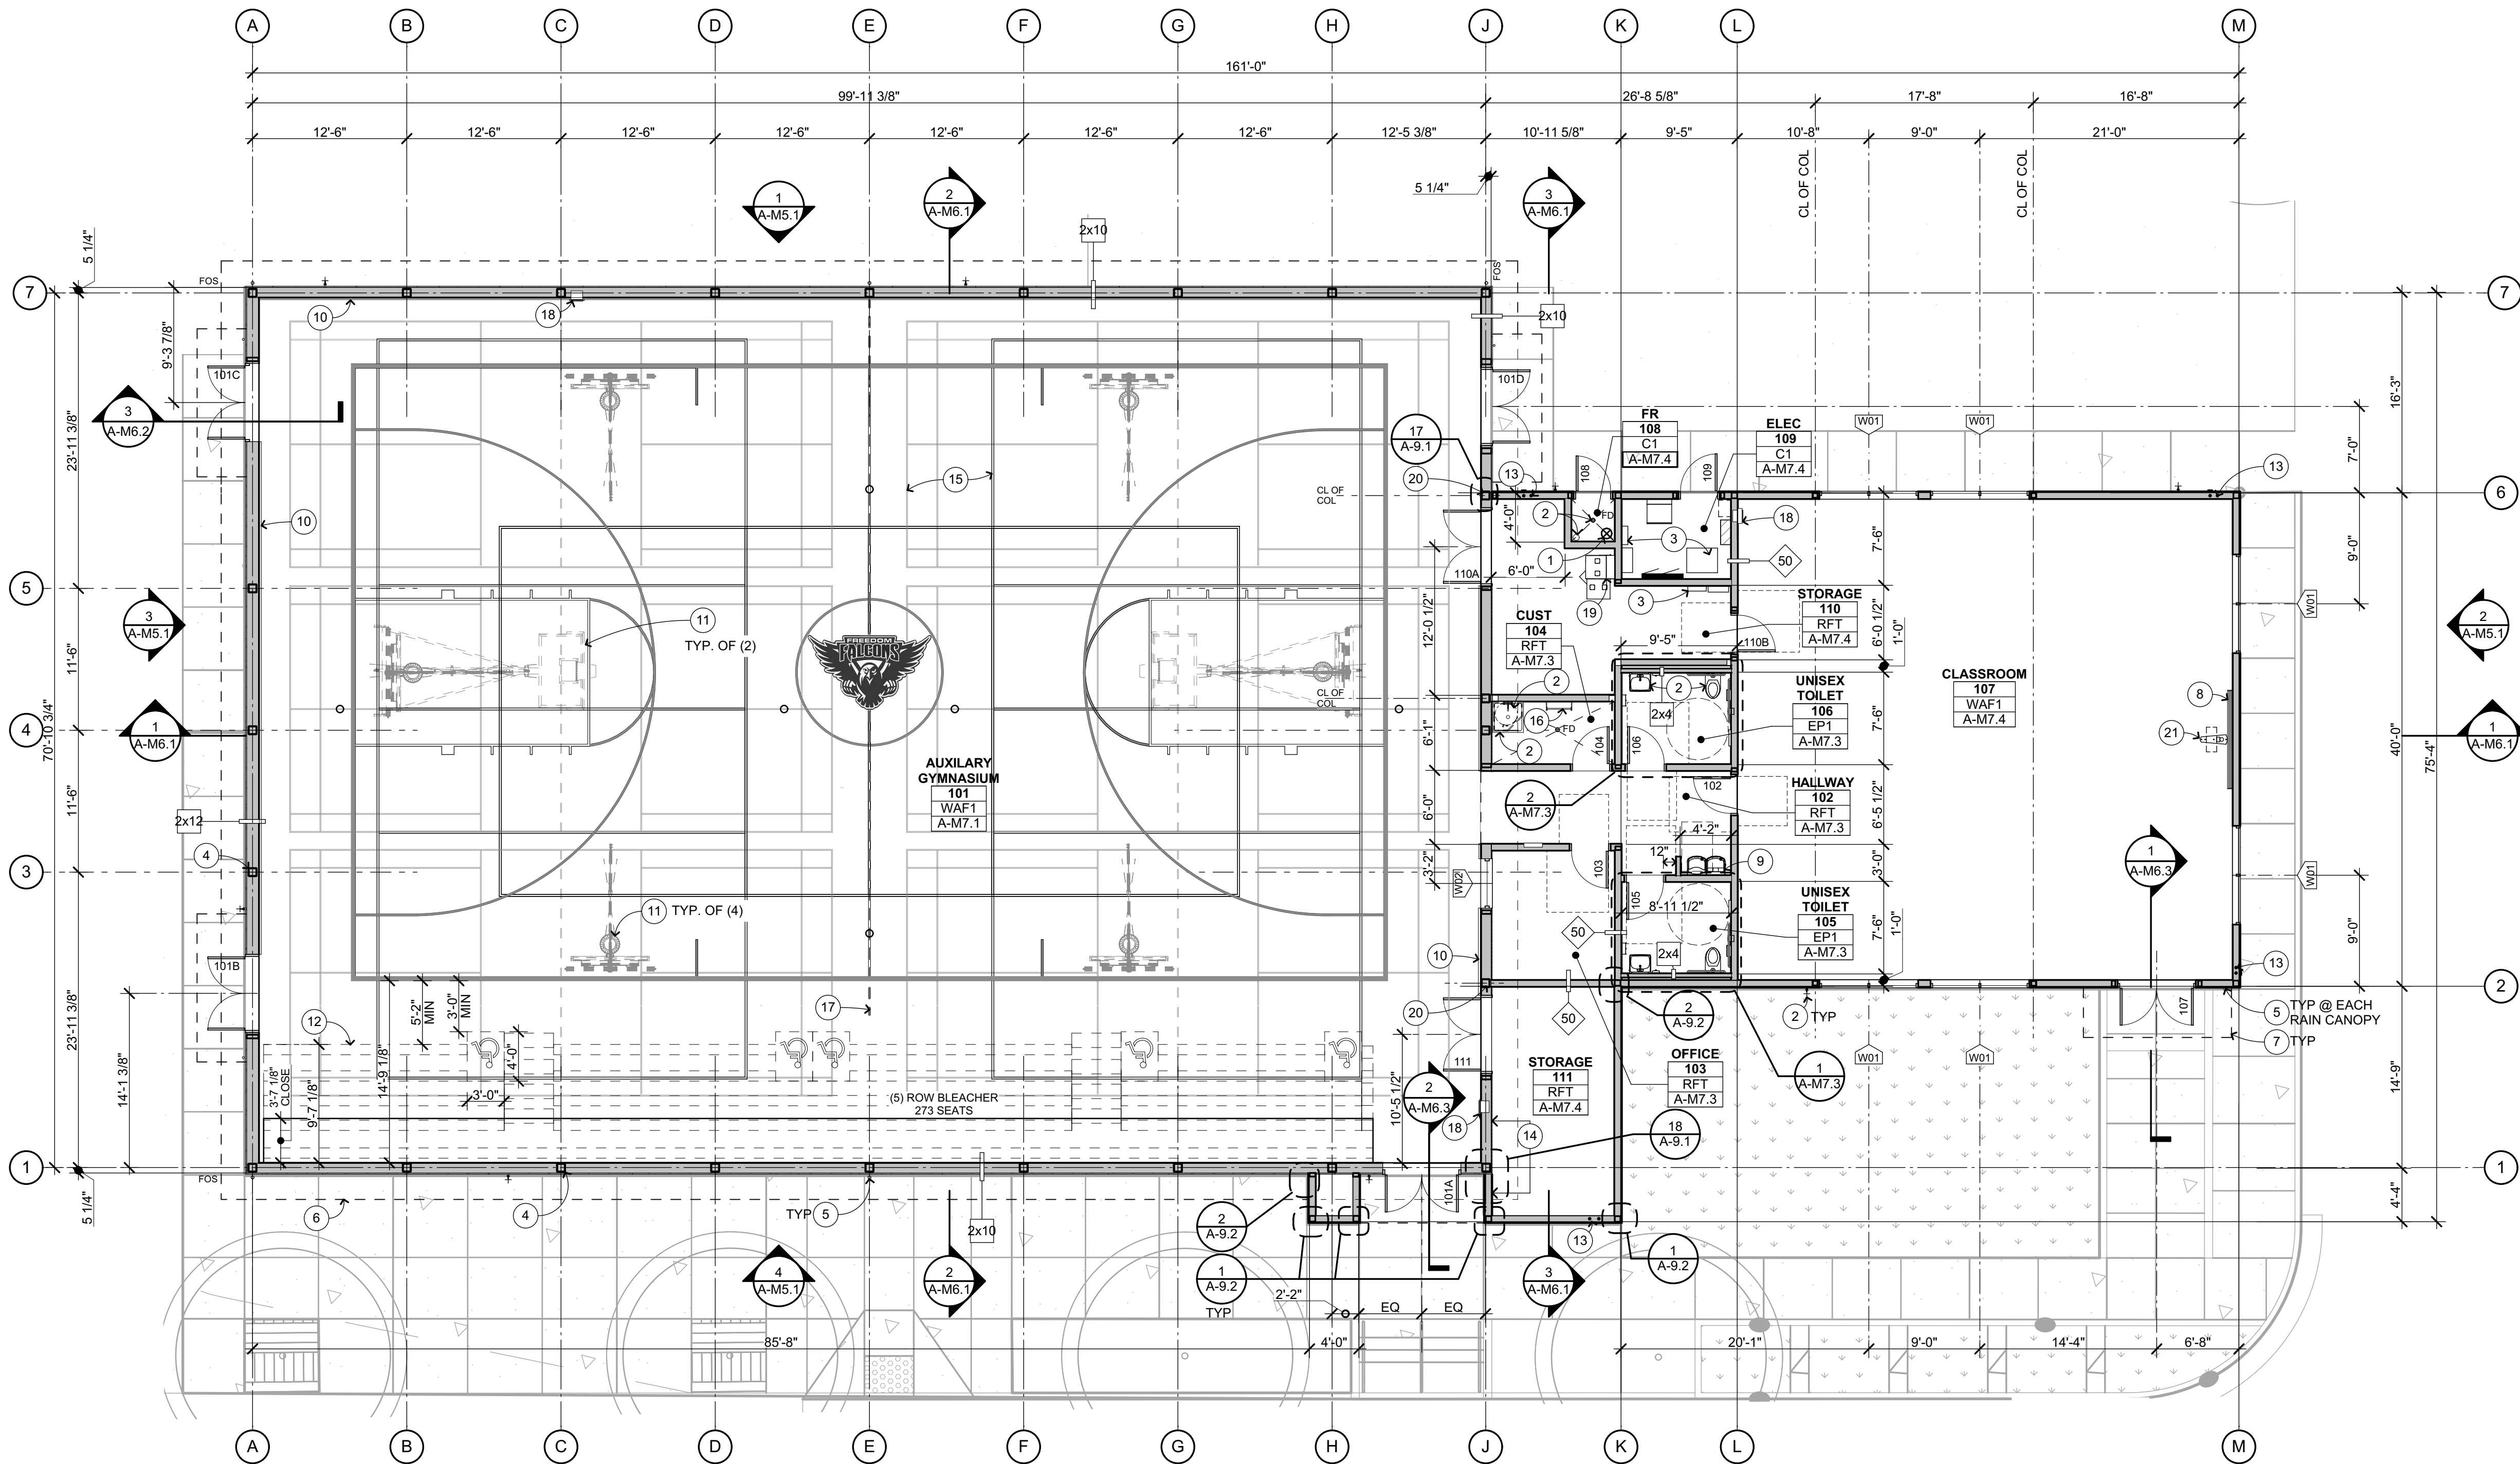 A B C D E F G H J K L M
161'-0"
99'-11 3/8" 26'-8 5/8" 17'-8" 16'-8"
12'-6" 12'-6" 12'-6" 12'-6" 12'-6" 12'-6" 12'-6" 12'-5 3/8" 10'-11 5/8" 9'-5" 10'-8" 9'-0" 21'-0"
CL OF COL
CL OF COL
1
A-M5.1
2
A-M6.1
5 1/4"
3
A-M6.1
2x10
5 1/4"
FOS
FOS
7
7
10
18
2x10
9'-3 7/8"
101C
101D
3
A-M6.2
23'-11 3/8"
16'-3"
7'-0"
17
A-9.1
FR
108
C1
A-M7.4
ELEC
109
C1
A-M7.4
W01
W01
108
109
15
20
13
13
CL OF
COL
6
10
2
FD
4'-0"
3
18
7'-6"
1
50
9'-0"
110A
6'-0"
5
19
3
STORAGE
110
RFT
A-M7.4
W01
3
A-M5.1
2
A-M5.1
11'-6"
11
TYP. OF (2)
FREEDOM
FALCONS
12'-0 1/2"
CUST
104
RFT
A-M7.3
9'-5"
110B
6'-0 1/2"
1'-0"
CLASSROOM
107
WAF1
A-M7.4
UNISEX
TOILET
106
EP1
A-M7.3
2
2
8
CL OF
COL
16
2x4
FD
2
104
106
7'-6"
21
4
1
A-M6.1
1
A-M6.1
70'-10 3/4"
40'-0"
75'-4"
6'-1"
AUXILARY
GYMNASIUM
101
WAF1
A-M7.1
11'-6"
2x12
2
A-M7.3
6'-0"
102
HALLWAY
102
RFT
A-M7.3
6'-5 1/2"
4'-2"
12"
9
4
3
3'-2"
W02
103
3'-0"
1
A-M6.3
W01
11
TYP. OF (4)
105
8'-11 1/2"
UNISEX
TOILET
105
EP1
A-M7.3
50
2x4
7'-6"
1'-0"
9'-0"
10
101B
13
2
5'-2"
MIN
3'-0"
MIN
17
20
50
2
A-9.2
2
TYP
107
5
TYP @ EACH
RAIN CANOPY
7
TYP
12
23'-11 3/8"
14'-1 3/8"
3'-7 1/8"
CLOSE
9'-7 1/8"
14'-9 1/8"
4'-0"
3'-0"
10'-5 1/2"
111
(5) ROW BLEACHER
273 SEATS
2
A-M6.3
18
STORAGE
111
RFT
A-M7.4
OFFICE
103
RFT
A-M7.3
W01
W01
1
A-M7.3
14
18
A-9.1
14'-9"
1
1
FOS
5 1/4"
6
4
TYP
5
2x10
101A
13
4'-4"
2
A-9.2
1
A-9.2
TYP
1
A-9.2
4
A-M5.1
2
A-M6.1
3
A-M6.1
2'-2"
EQ EQ
85'-8" 4'-0" 20'-1" 9'-0" 14'-4" 6'-8"
A B C D E F G H J K L M